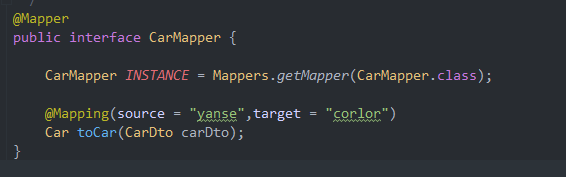 @Mapper
public interface CarMapper {
CarMapper INSTANCE = Mappers.getMapper(CarMapper.class);
@Mapping(source = "yanse",target = "corlor")
Car toCar(CarDto carDto);
}